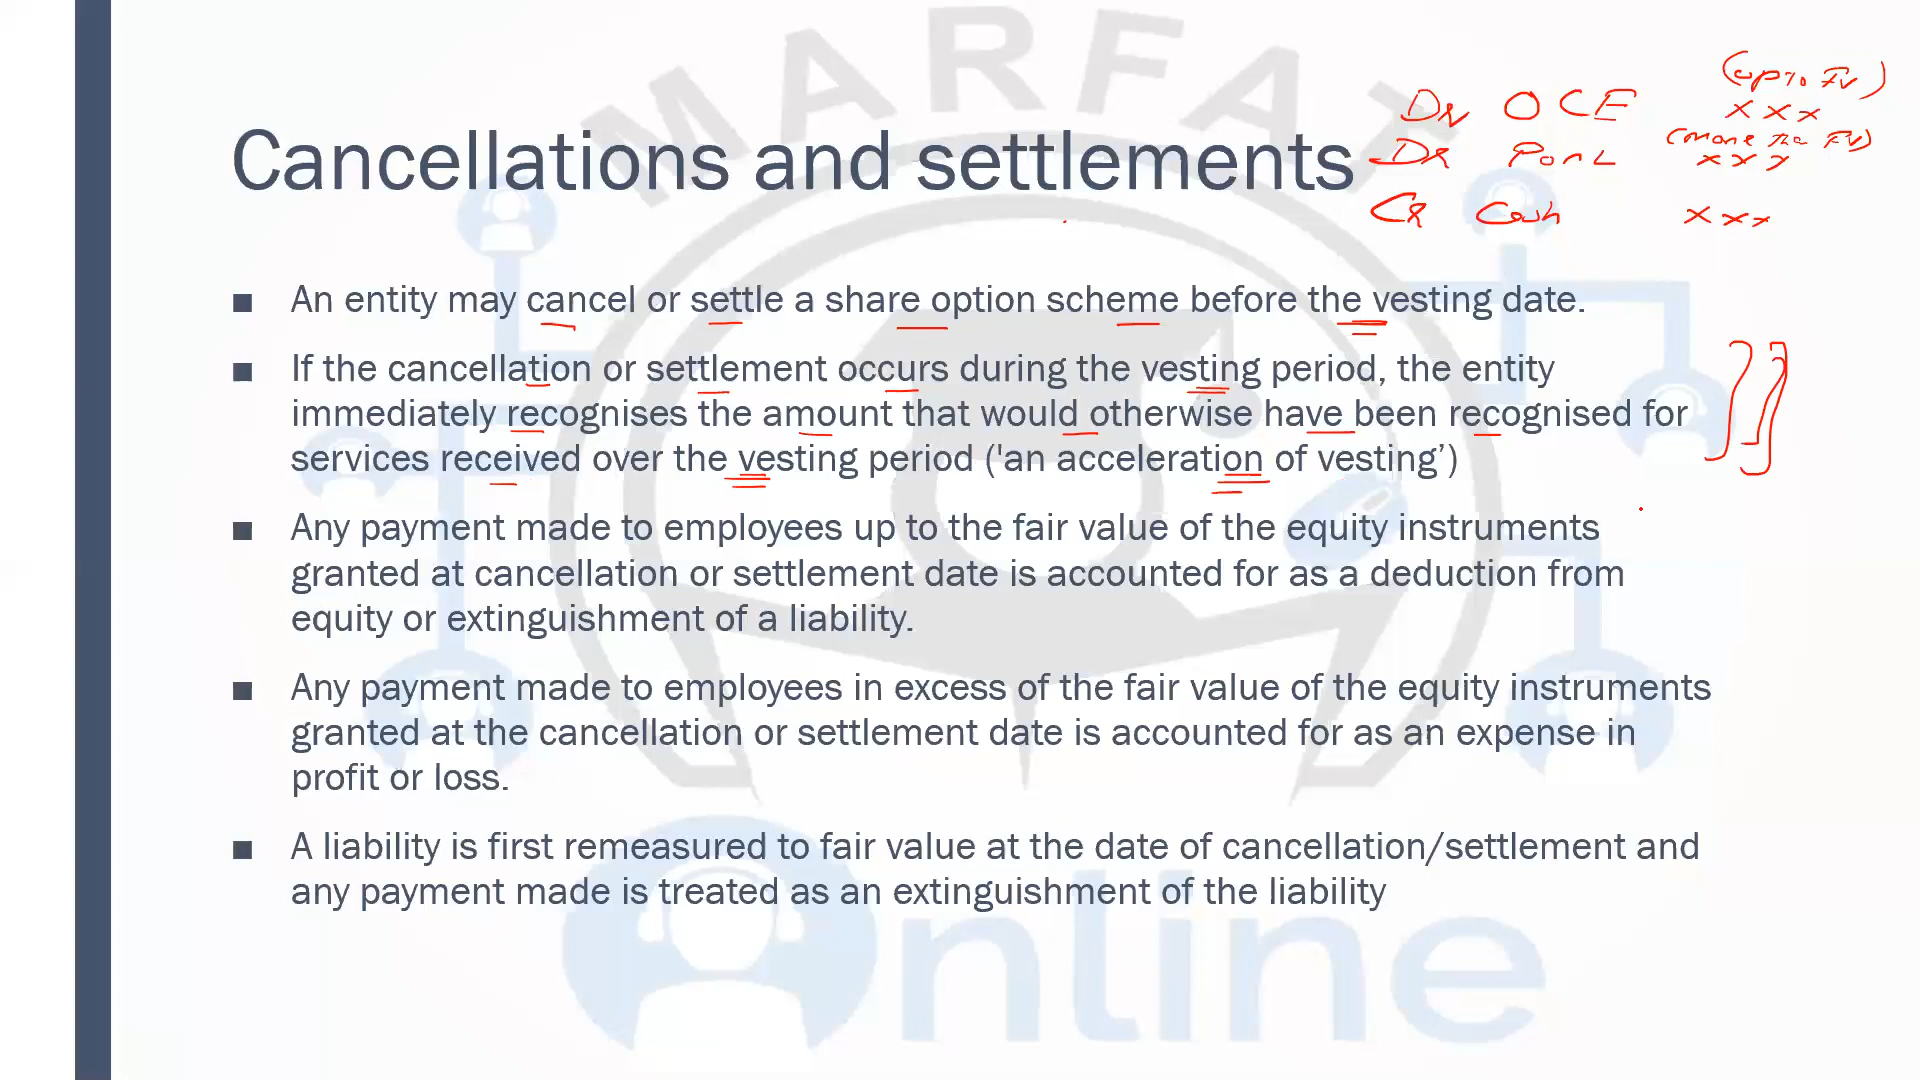 MARFAT
(upto FV)
Dr OCE xxx
(more the FV)
Dr PorL xxx
Cr Cash xxx
Cancellations and settlements
■ An entity may cancel or settle a share option scheme before the vesting date.
■ If the cancellation or settlement occurs during the vesting period, the entity
immediately recognises the amount that would otherwise have been recognised for
services received over the vesting period ('an acceleration of vesting’)
■ Any payment made to employees up to the fair value of the equity instruments
granted at cancellation or settlement date is accounted for as a deduction from
equity or extinguishment of a liability.
■ Any payment made to employees in excess of the fair value of the equity instruments
granted at the cancellation or settlement date is accounted for as an expense in
profit or loss.
■ A liability is first remeasured to fair value at the date of cancellation/settlement and
any payment made is treated as an extinguishment of the liability
Online